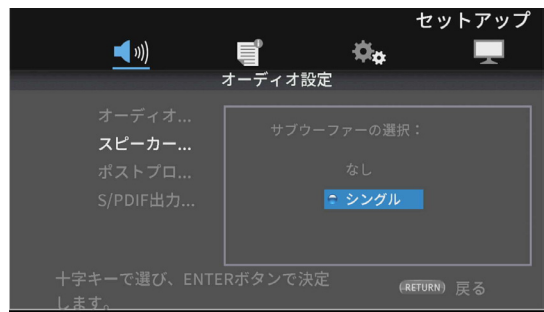 セットアップ
オーディオ設定
オーディオ...
スピーカー...
ポストプロ...
S/PDIF出力...
サブウーファーの選択：
なし
シングル
十字キーで選び、ENTERボタンで決定
します。
RETURN 戻る